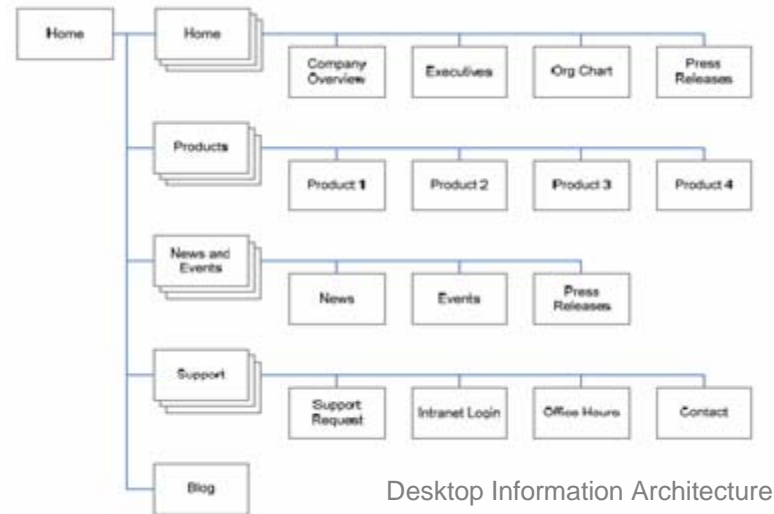 Home
Home
Company
Overview
Executives
Org Chart
Press
Releases
Products
Product 1
Product 2
Product 3
Product 4
News and
Events
News
Events
Press
Releases
Support
Support
Request
Intranet Login
Office Hours
Contact
Blog
Desktop Information Architecture